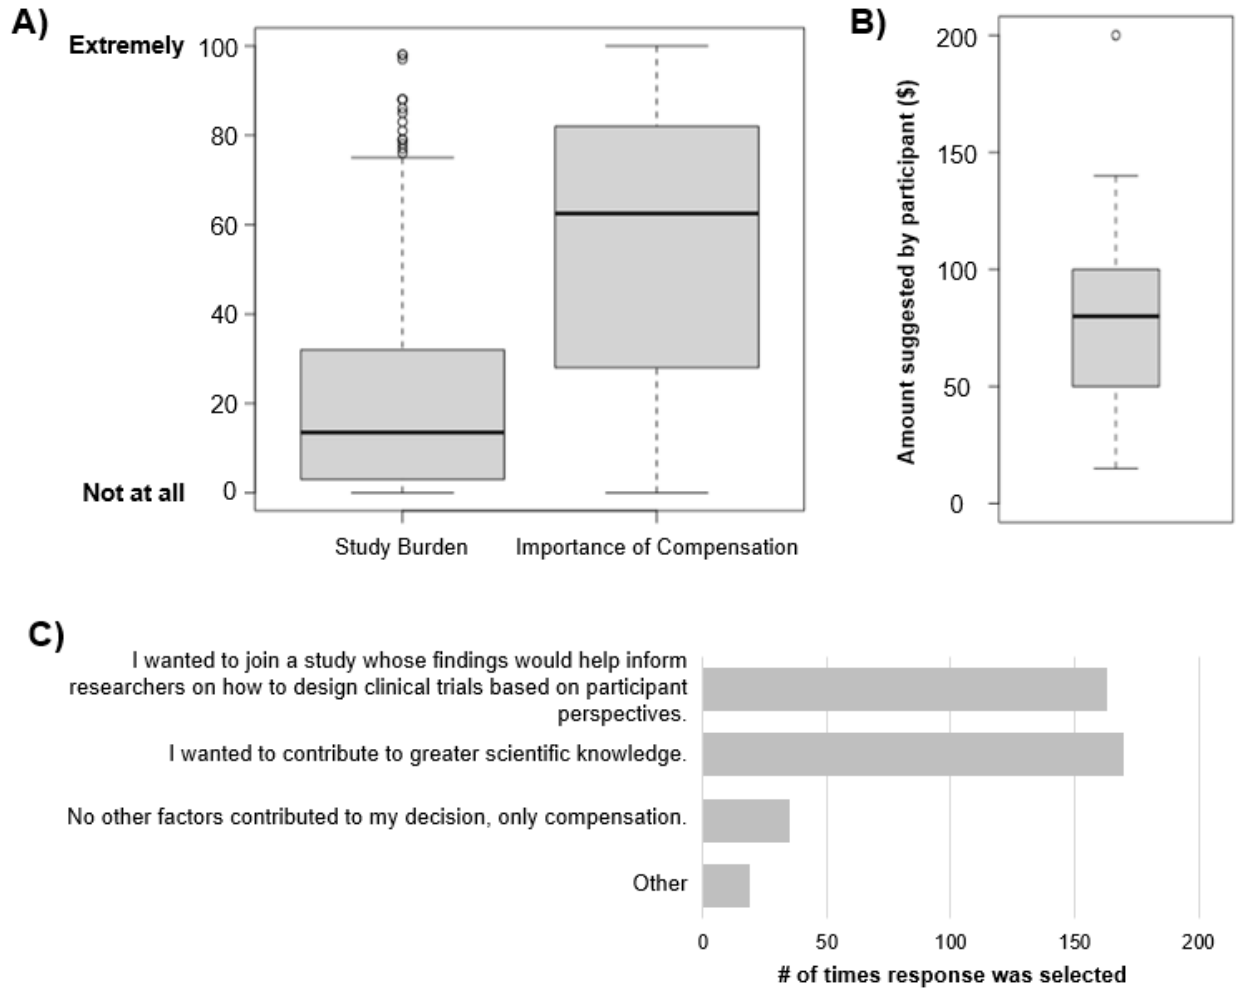 A)
Extremely
100
80
60
40
20
Not at all
0
Study Burden
Importance of Compensation
B)
Amount suggested by participant ($)
200
150
100
50
0
C)
I wanted to join a study whose findings would help inform
researchers on how to design clinical trials based on participant
perspectives.
I wanted to contribute to greater scientific knowledge.
No other factors contributed to my decision, only compensation.
Other
0
50
100
150
200
# of times response was selected